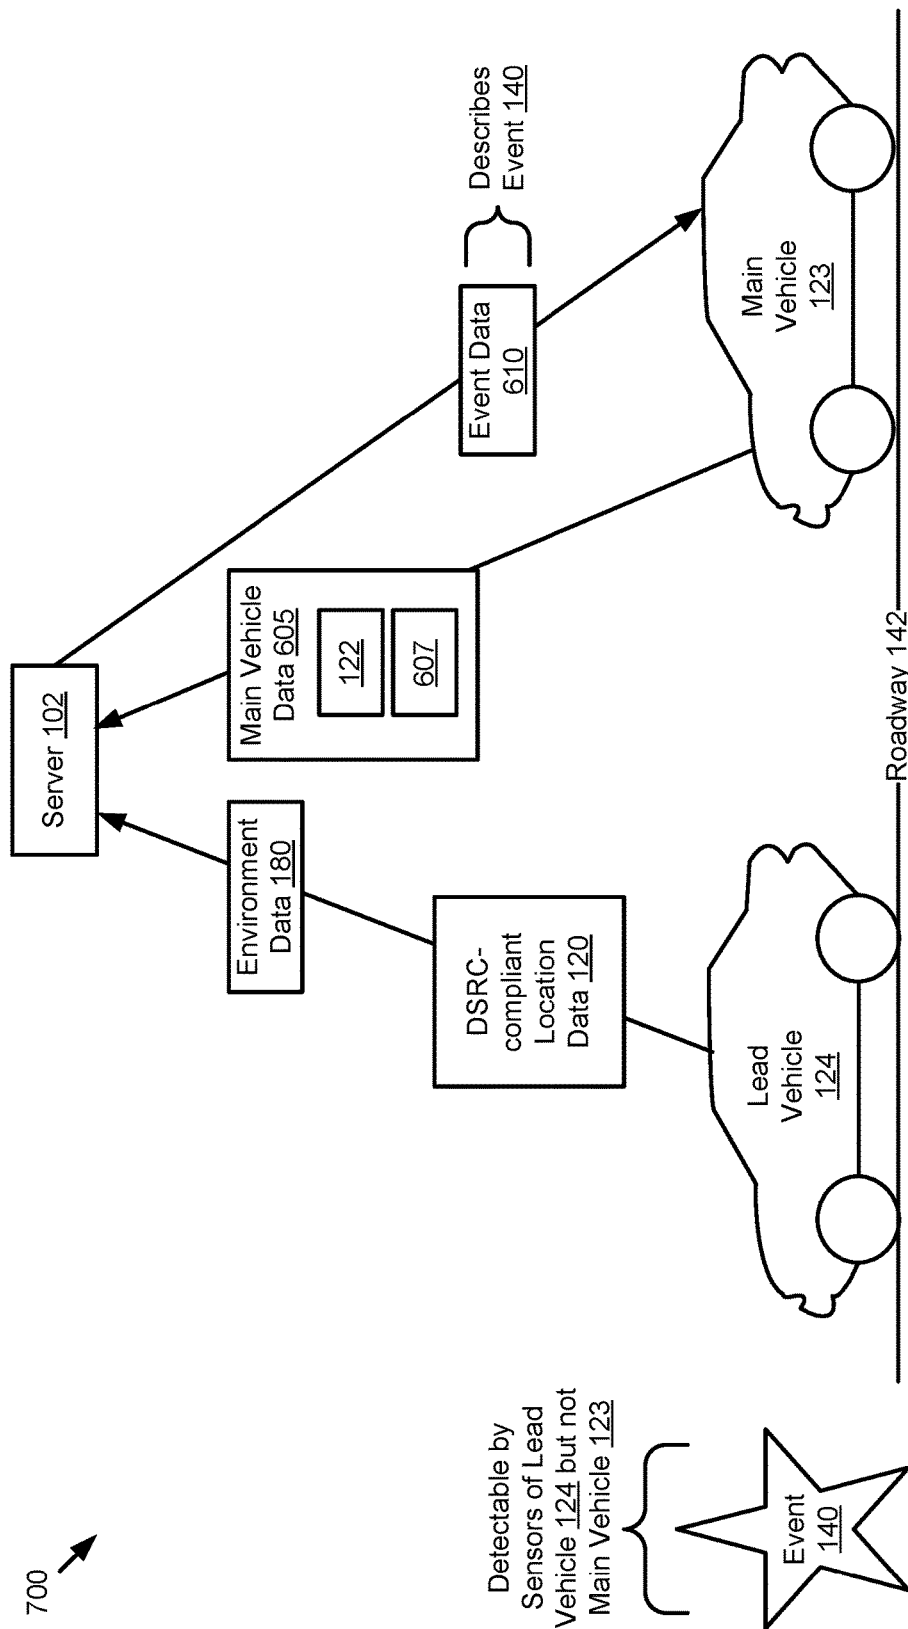 700
Server 102
Environment
Data 180
Main Vehicle
Data 605
122
607
DSRC-
compliant
Location
Data 120
Event Data
610
Describes
Event 140
Detectable by
Sensors of Lead
Vehicle 124 but not
Main Vehicle 123
Event
140
Lead
Vehicle
124
Main
Vehicle
123
Roadway 142